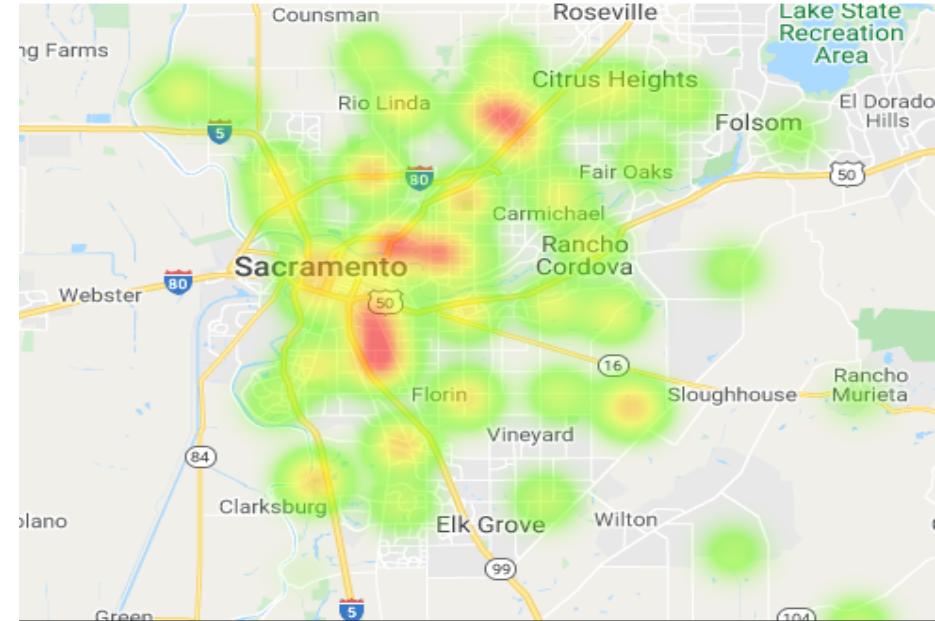 Counsman
Roseville
Lake State
Recreation
Area
ng Farms
Citrus Heights
Rio Linda
El Dorado
Hills
Folsom
5
80
Fair Oaks
50
Carmichael
Rancho
Cordova
Sacramento
80
Webster
50
16
Rancho
Murieta
Florin
Sloughhouse
Vineyard
84
Clarksburg
olano
Elk Grove
Wilton
99
5
Green
104